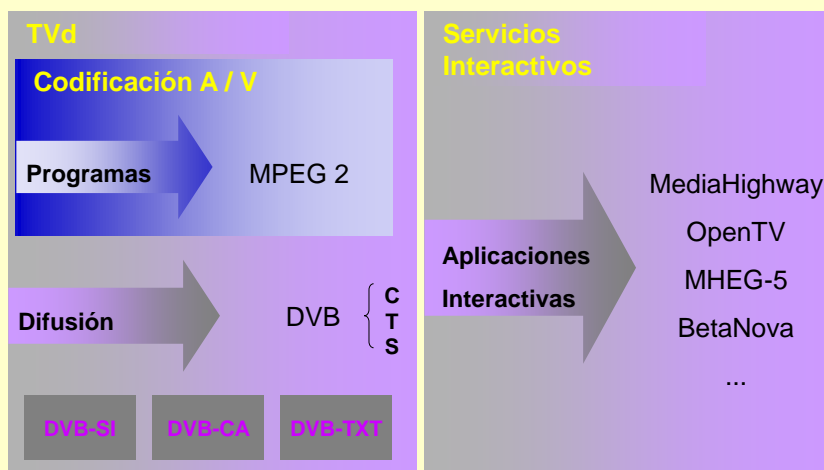 TVd
Codificación A / V
Programas
MPEG 2
Difusión
DVB
C
T
S
DVB-SI
DVB-CA
DVB-TXT
Servicios
Interactivos
Aplicaciones
Interactivas
MediaHighway
OpenTV
MHEG-5
BetaNova
...